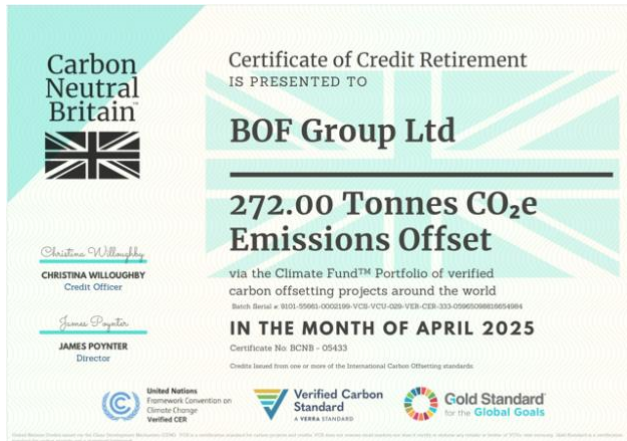 Carbon
Neutral
Britain™
Certificate of Credit Retirement
IS PRESENTED TO
BOF Group Ltd
272.00 Tonnes CO₂e
Emissions Offset
via the Climate Fund™ Portfolio of verified
carbon offsetting projects around the world
IN THE MONTH OF APRIL 2025
Certificate No: BCNB - 05433
Credits Issued from one or more of the International Carbon Offsetting standards
Christina Willoughby
CHRISTINA WILLOUGHBY
Credit Officer
James Poynter
JAMES POYNTER
Director
United Nations
Framework Convention on
Climate Change
Verified CER
Verified Carbon
Standard
A VERRA STANDARD
Gold Standard
for the Global Goals